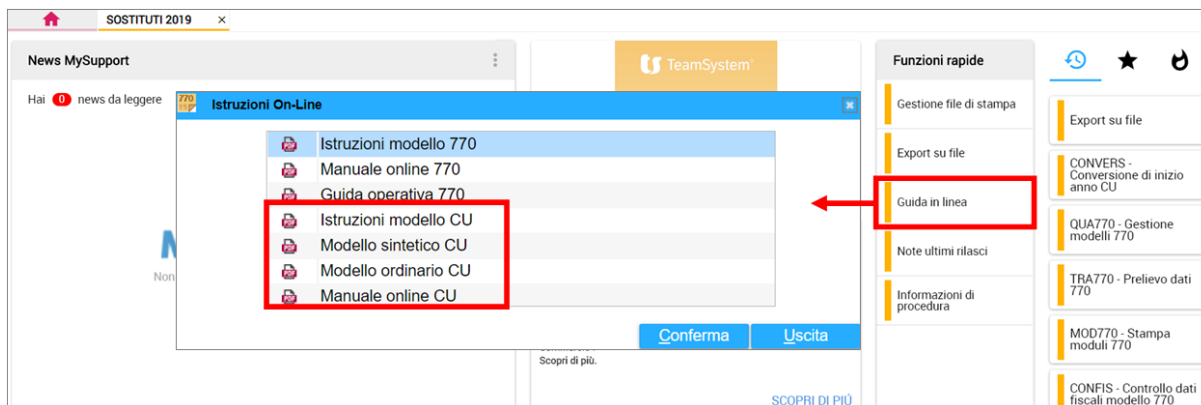 SOSTITUTI 2019 ×
News MySupport
Hai 0 news da leggere
Non
TeamSystem®
Istruzioni On-Line
Istruzioni modello 770
Manuale online 770
Guida operativa 770
Istruzioni modello CU
Modello sintetico CU
Modello ordinario CU
Manuale online CU
Conferma
Uscita
Scopri di più.
SCOPRI DI PIÚ
Funzioni rapide
Gestione file di stampa
Export su file
Guida in linea
Note ultimi rilasci
Informazioni di
procedura
Export su file
CONVERS -
Conversione di inizio
anno CU
QUA770 - Gestione
modelli 770
TRA770 - Prelievo dati
770
MOD770 - Stampa
moduli 770
CONFIS - Controllo dati
fiscali modello 770